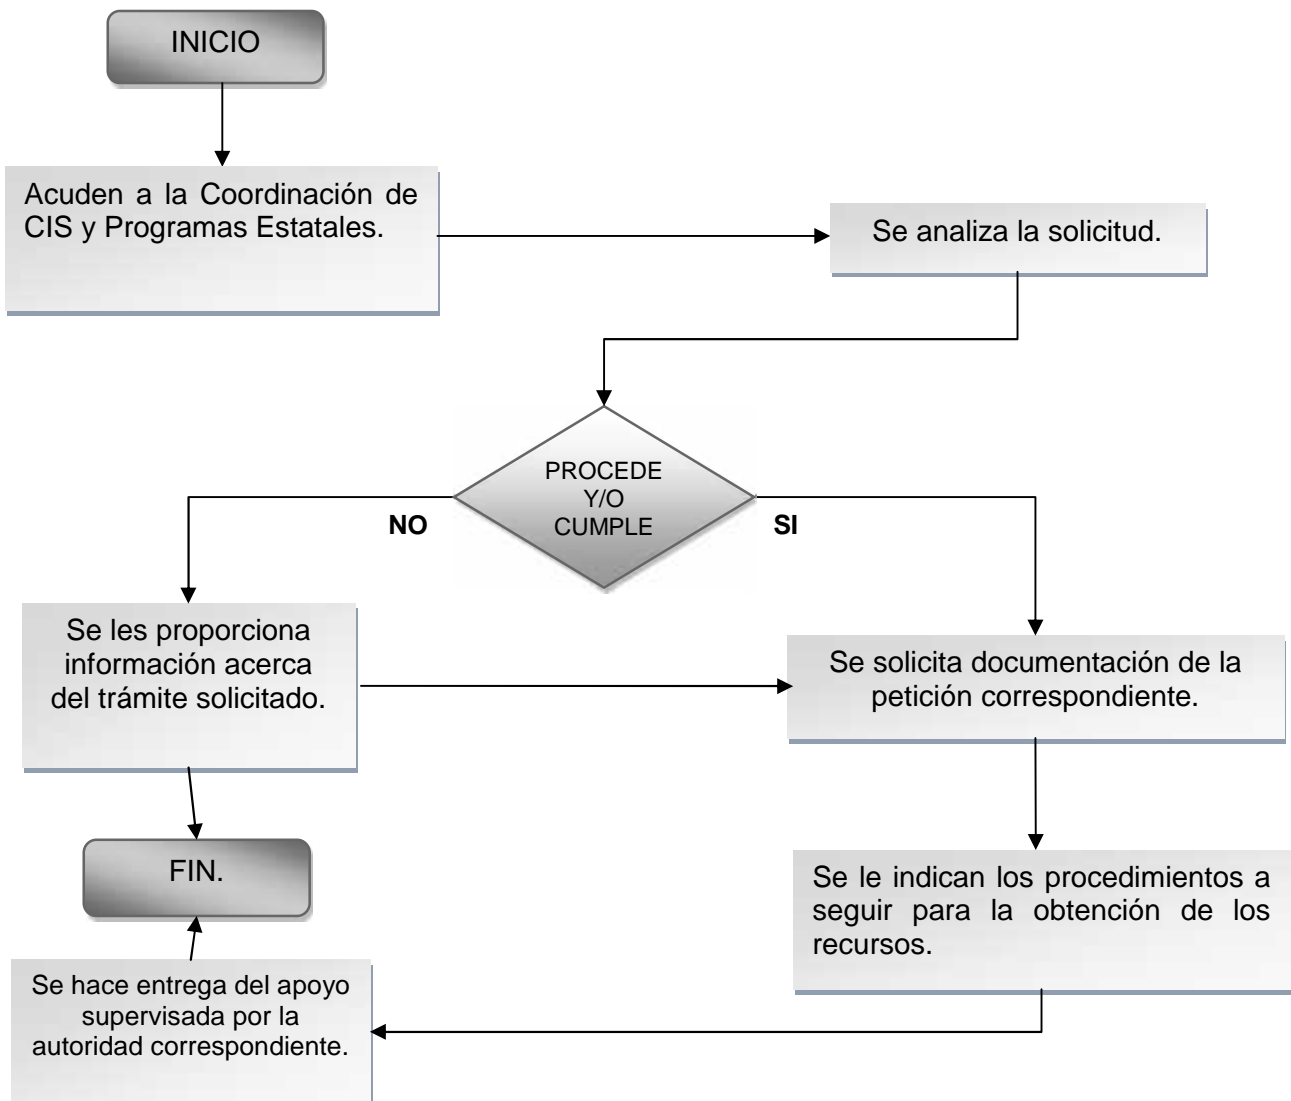 INICIO
Acuden a la Coordinación de
CIS y Programas Estatales.
Se analiza la solicitud.
PROCEDE
Y/O
CUMPLE
NO
SI
Se les proporciona
información acerca
del trámite solicitado.
Se solicita documentación de la
petición correspondiente.
FIN.
Se le indican los procedimientos a
seguir para la obtención de los
recursos.
Se hace entrega del apoyo
supervisada por la
autoridad correspondiente.